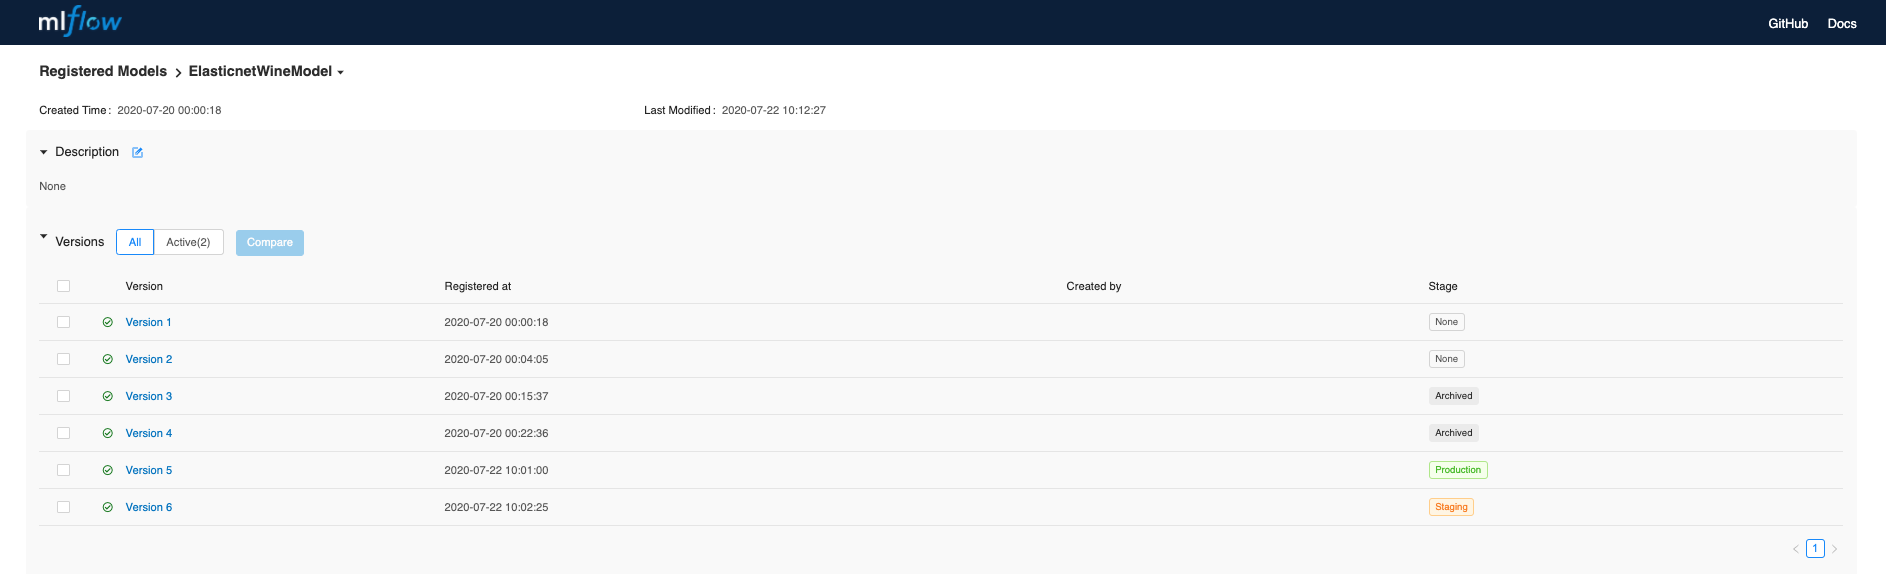 mlflow GitHub Docs
Registered Models > ElasticnetWineModel
Created Time: 2020-07-20 00:00:18 Last Modified: 2020-07-22 10:12:27
Description
None
Versions All Active(2) Compare
Version Registered at Created by Stage
Version 1 2020-07-20 00:00:18 None
Version 2 2020-07-20 00:04:05 None
Version 3 2020-07-20 00:15:37 Archived
Version 4 2020-07-20 00:22:36 Archived
Version 5 2020-07-22 10:01:00 Production
Version 6 2020-07-22 10:02:25 Staging
< 1 >